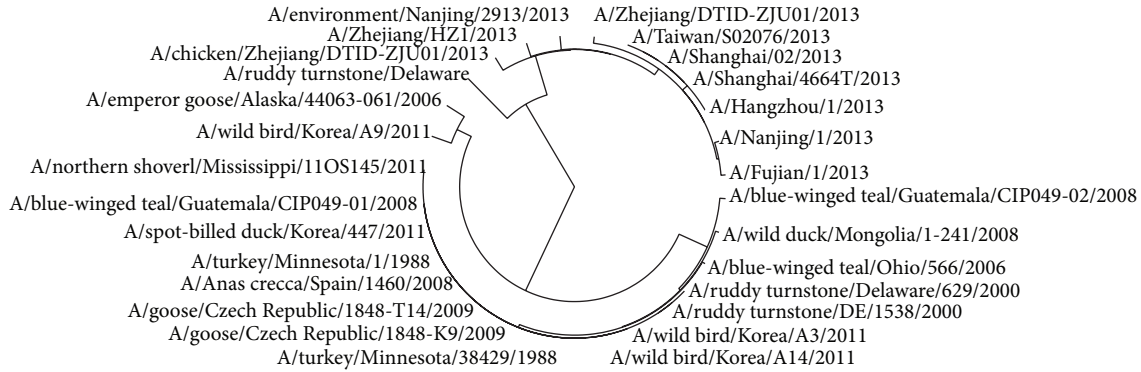 A/environment/Nanjing/2913/2013
A/Zhejiang/HZ1/2013
A/chicken/Zhejiang/DTID-ZJU01/2013
A/ruddy turnstone/Delaware
A/emperor goose/Alaska/44063-061/2006
A/wild bird/Korea/A9/2011
A/northern shoverl/Mississippi/11OS145/2011
A/blue-winged teal/Guatemala/CIP049-01/2008
A/spot-billed duck/Korea/447/2011
A/turkey/Minnesota/1/1988
A/Anas crecca/Spain/1460/2008
A/goose/Czech Republic/1848-T14/2009
A/goose/Czech Republic/1848-K9/2009
A/turkey/Minnesota/38429/1988
A/Zhejiang/DTID-ZJU01/2013
A/Taiwan/S02076/2013
A/Shanghai/02/2013
A/Shanghai/4664T/2013
A/Hangzhou/1/2013
A/Nanjing/1/2013
A/Fujian/1/2013
A/blue-winged teal/Guatemala/CIP049-02/2008
A/wild duck/Mongolia/1-241/2008
A/blue-winged teal/Ohio/566/2006
A/ruddy turnstone/Delaware/629/2000
A/ruddy turnstone/DE/1538/2000
A/wild bird/Korea/A3/2011
A/wild bird/Korea/A14/2011